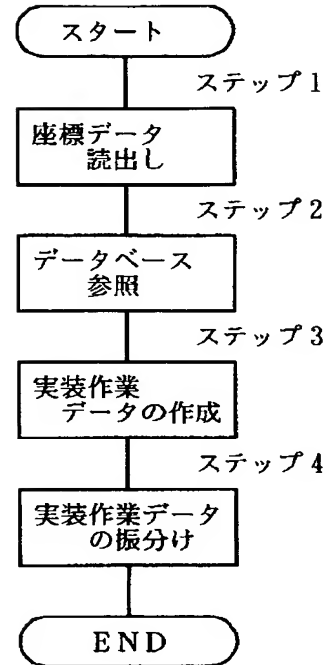 スタート
ステップ1
座標データ
読出し
ステップ2
データベース
参照
ステップ3
実装作業
データの作成
ステップ4
実装作業データ
の振分け
END